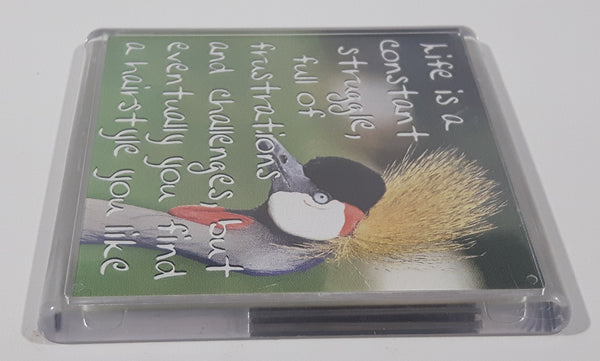 Life is a
constant
struggle,
full of
frustrations
and challenges, but
eventually you find
a hairstyle you like